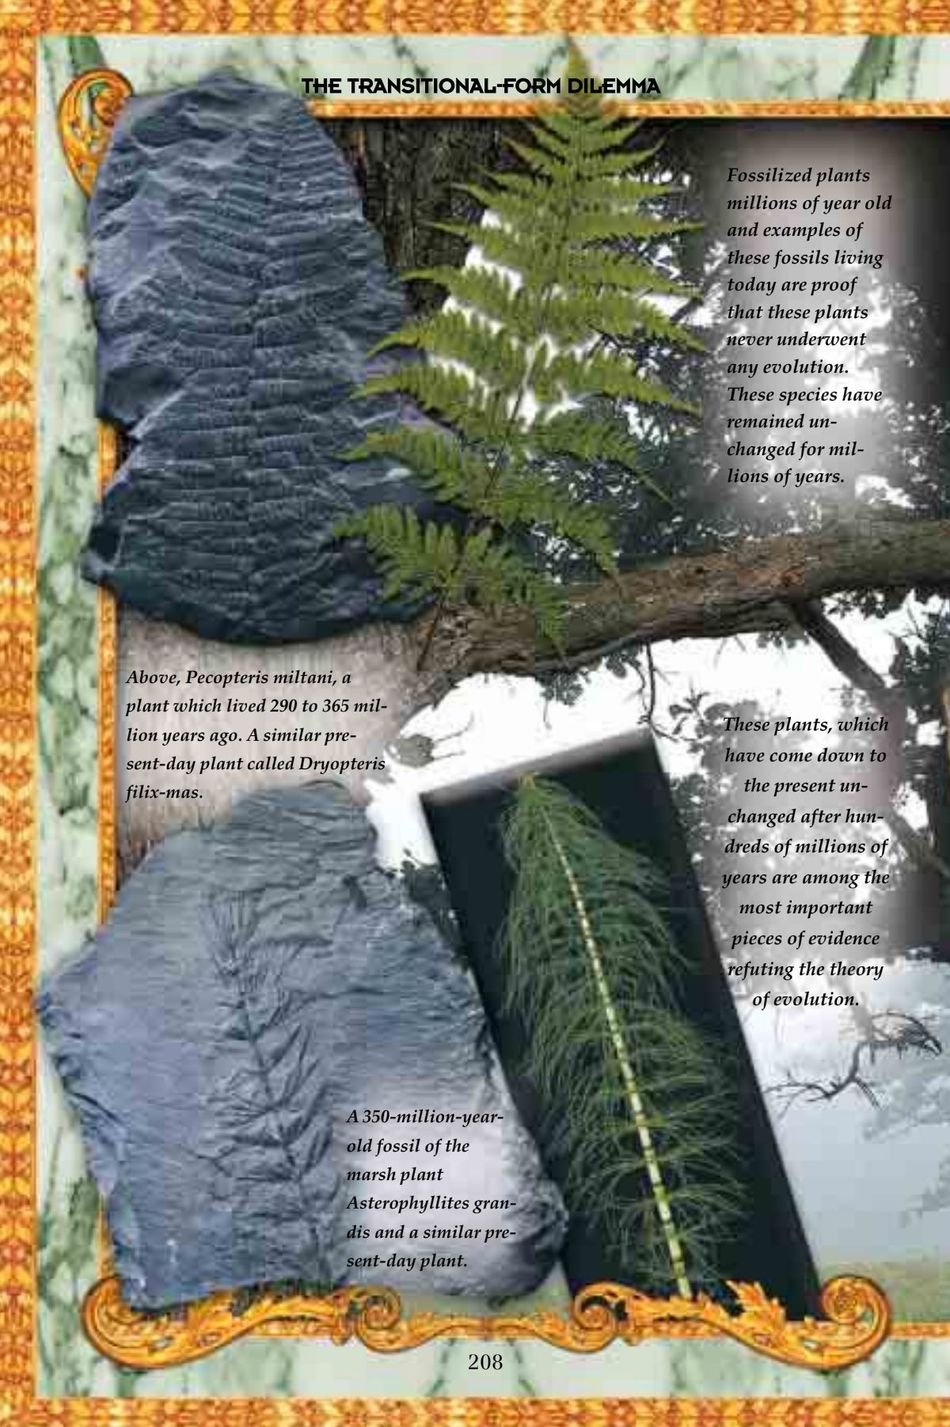 THE TRANSITIONAL-FORM DILEMMA
Fossilized plants
millions of year old
and examples of
these fossils living
today are proof
that these plants
never underwent
any evolution.
These species have
remained un-
changed for mil-
lions of years.
Above, Pecopteris miltani, a
plant which lived 290 to 365 mil-
lion years ago. A similar pre-
sent-day plant called Dryopteris
filix-mas.
These plants, which
have come down to
the present un-
changed after hun-
dreds of millions of
years are among the
most important
pieces of evidence
refuting the theory
of evolution.
A 350-million-year-
old fossil of the
marsh plant
Asterophyllites gran-
dis and a similar pre-
sent-day plant.
208